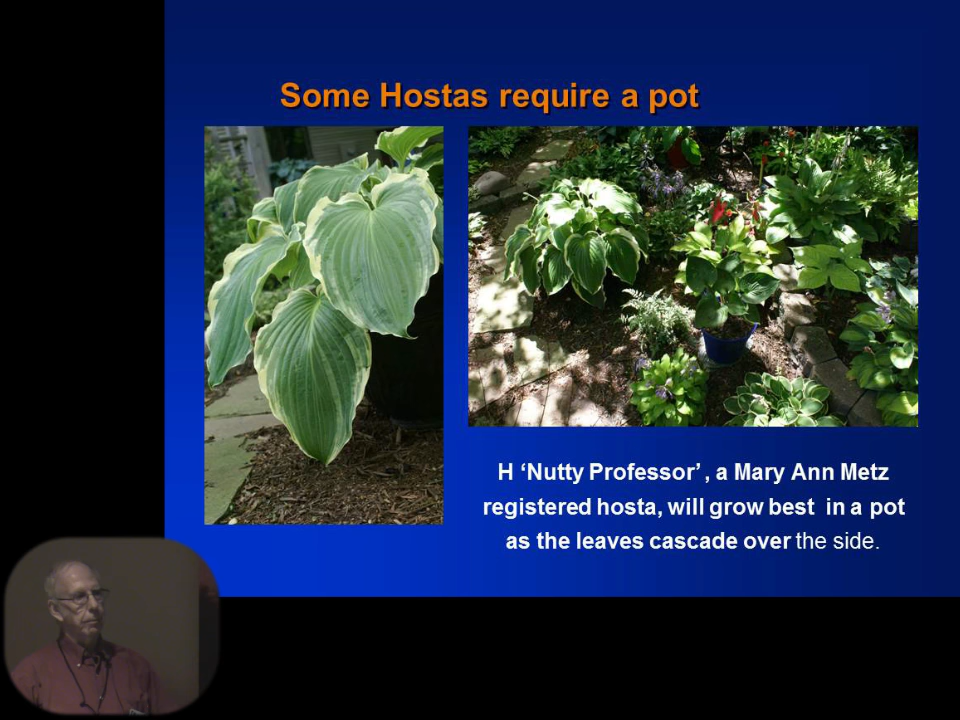 Some Hostas require a pot
H ‘Nutty Professor’ , a Mary Ann Metz
registered hosta, will grow best  in a pot
as the leaves cascade over the side.